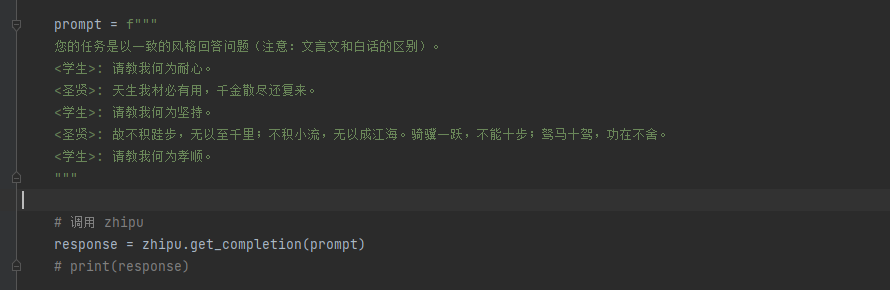 prompt = f"""
您的任务是以一致的风格回答问题（注意：文言文和白话的区别）。
<学生>: 请教我何为耐心。
<圣贤>: 天生我材必有用，千金散尽还复来。
<学生>: 请教我何为坚持。
<圣贤>: 故不积跬步，无以至千里；不积小流，无以成江海。骑骥一跃，不能十步；驽马十驾，功在不舍。
<学生>: 请教我何为孝顺。
"""
# 调用 zhipu
response = zhipu.get_completion(prompt)
# print(response)